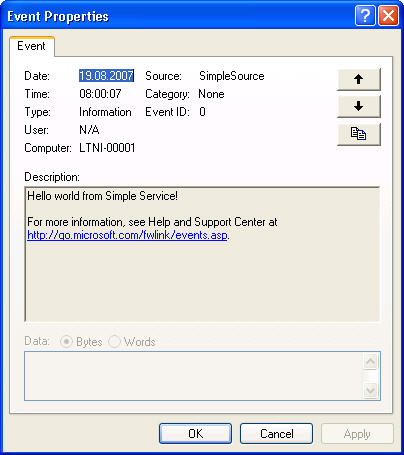 Event Properties
Event
Date: 19.08.2007 Source: SimpleSource
Time: 08:00:07 Category: None
Type: Information Event ID: 0
User: N/A
Computer: LTNI-00001
Description:
Hello world from Simple Service!
For more information, see Help and Support Center at
http://go.microsoft.com/fwlink/events.asp.
Data: Bytes Words
OK Cancel Apply